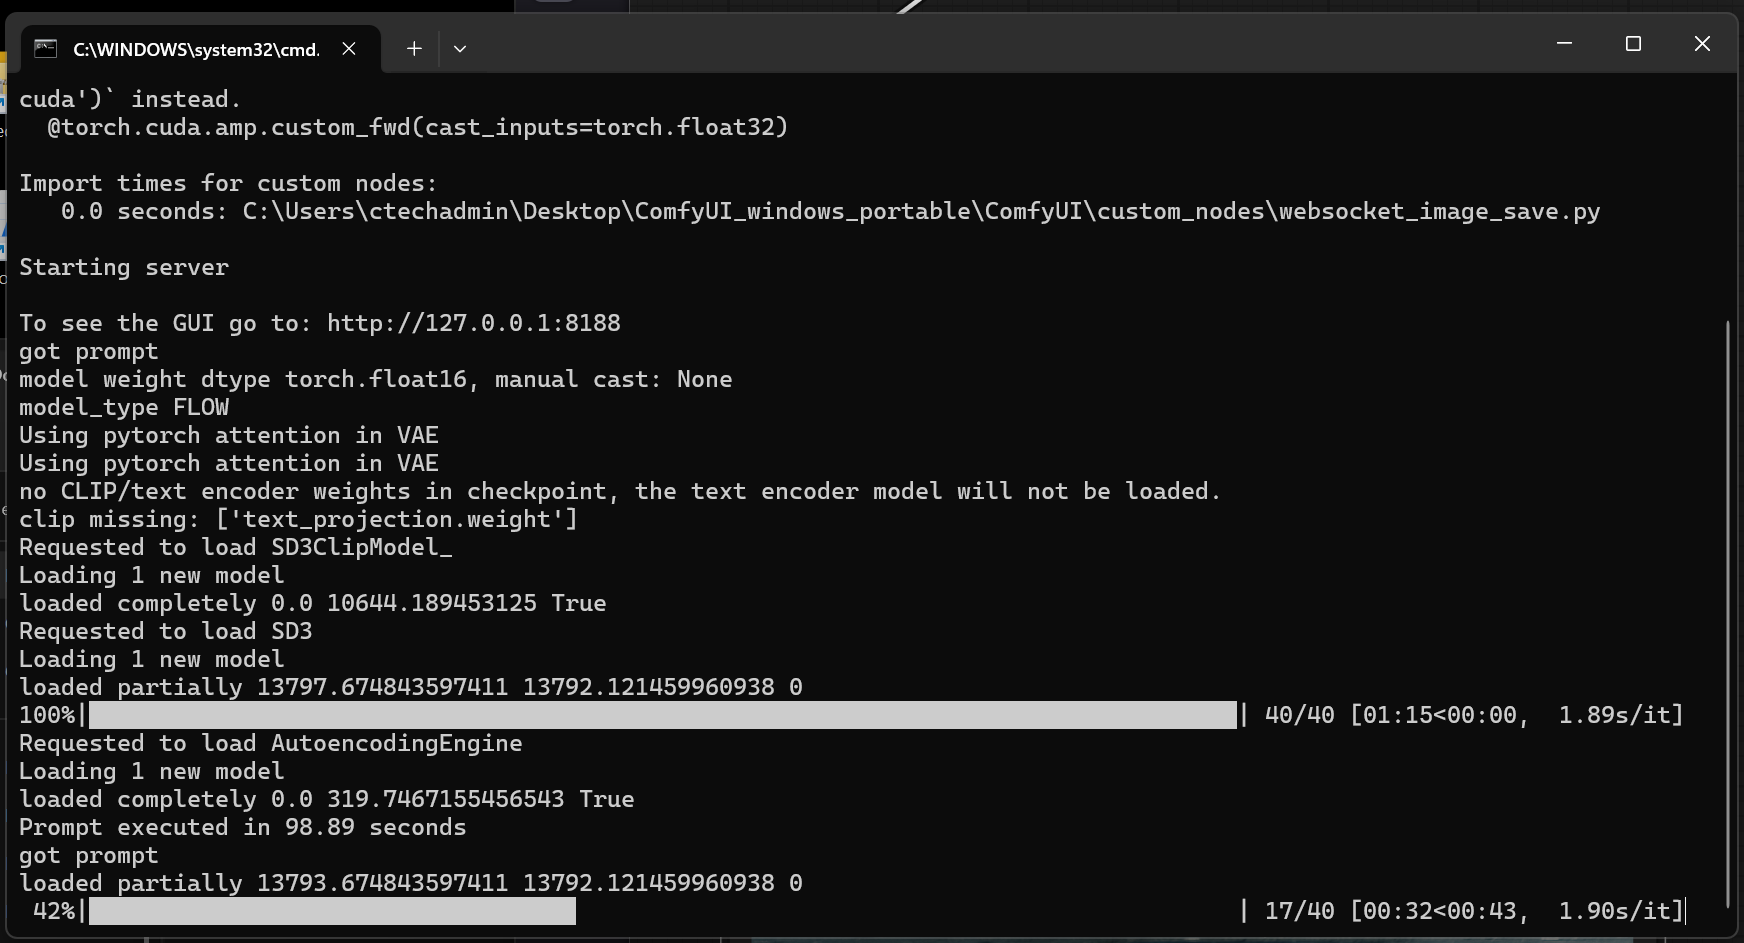 C:\WINDOWS\system32\cmd.
cuda')` instead.
  @torch.cuda.amp.custom_fwd(cast_inputs=torch.float32)
Import times for custom nodes:
   0.0 seconds: C:\Users\ctechadmin\Desktop\ComfyUI_windows_portable\ComfyUI\custom_nodes\websocket_image_save.py
Starting server
To see the GUI go to: http://127.0.0.1:8188
got prompt
model weight dtype torch.float16, manual cast: None
model_type FLOW
Using pytorch attention in VAE
Using pytorch attention in VAE
no CLIP/text encoder weights in checkpoint, the text encoder model will not be loaded.
clip missing: ['text_projection.weight']
Requested to load SD3ClipModel_
Loading 1 new model
loaded completely 0.0 10644.189453125 True
Requested to load SD3
Loading 1 new model
loaded partially 13797.674843597411 13792.121459960938 0
100%| | 40/40 [01:15<00:00,  1.89s/it]
Requested to load AutoencodingEngine
Loading 1 new model
loaded completely 0.0 319.7467155456543 True
Prompt executed in 98.89 seconds
got prompt
loaded partially 13793.674843597411 13792.121459960938 0
 42%| | 17/40 [00:32<00:43,  1.90s/it]